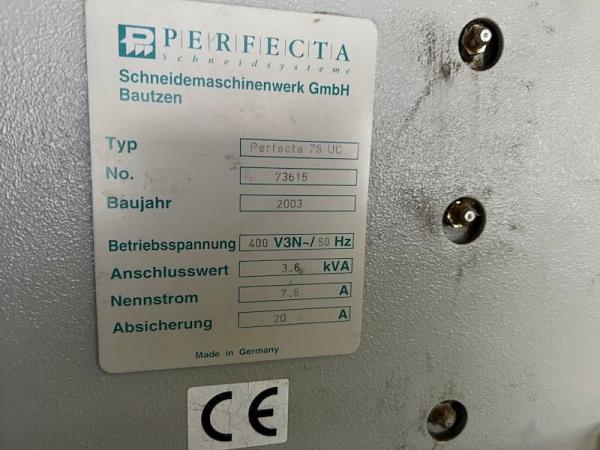 PERFECTA
Schneidsysteme
Schneidemaschinenwerk GmbH
Bautzen
Typ Perfecta 76 UC
No. 73615
Baujahr 2003
Betriebsspannung 400 V3N~/50 Hz
Anschlusswert 3.6 kVA
Nennstrom 7.6 A
Absicherung 20 A
Made in Germany
CE